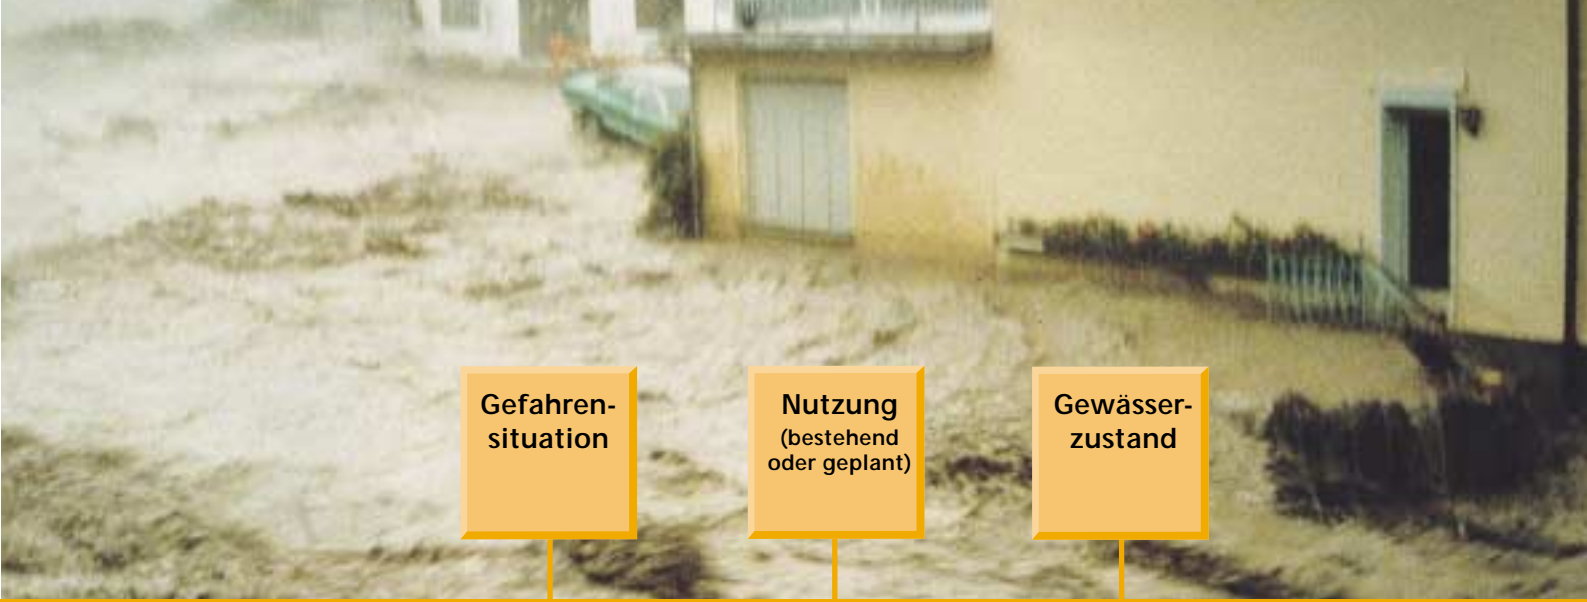 Gefahren-
situation
Nutzung
(bestehend
oder geplant)
Gewässer-
zustand